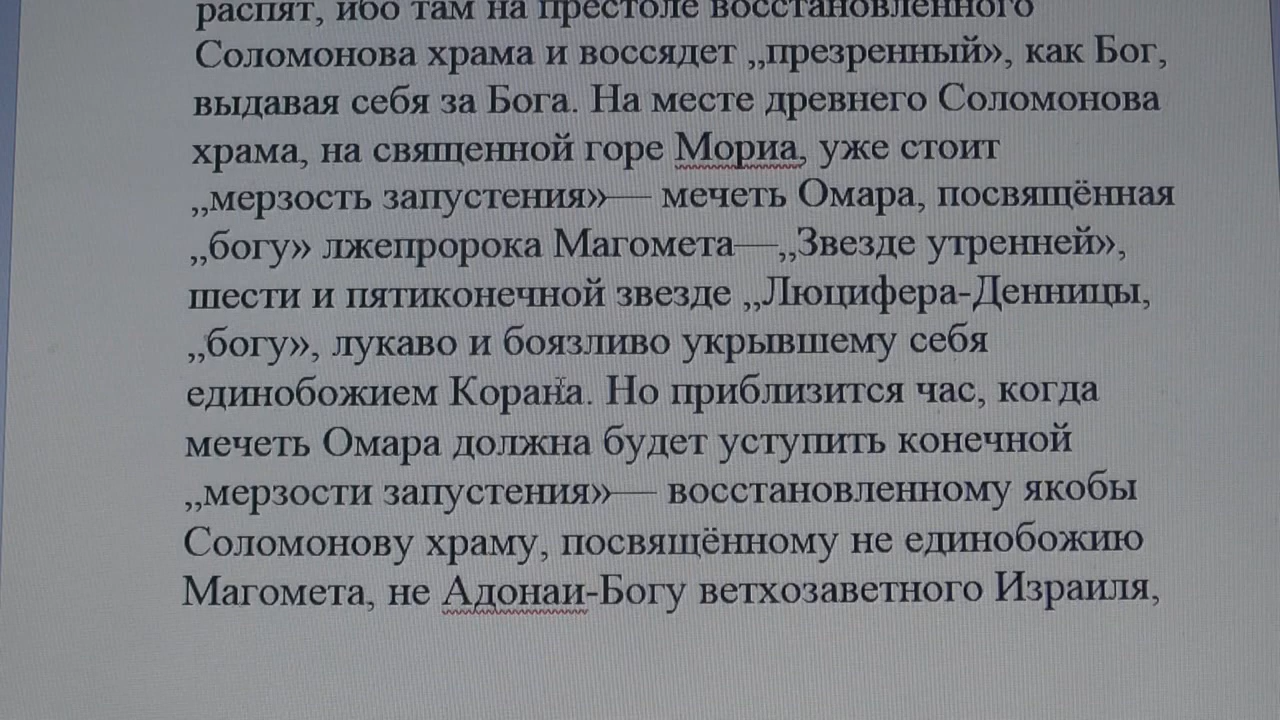 распят, ибо там на престоле восстановленного
Соломонова храма и воссядет ,,презренный», как Бог,
выдавая себя за Бога. На месте древнего Соломонова
храма, на священной горе Мориа, уже стоит
,,мерзость запустения»— мечеть Омара, посвящённая
,,богу» лжепророка Магомета—,,Звезде утренней»,
шести и пятиконечной звезде ,,Люцифера-Денницы,
,,богу», лукаво и боязливо укрывшему себя
единобожием Корана. Но приблизится час, когда
мечеть Омара должна будет уступить конечной
,,мерзости запустения»— восстановленному якобы
Соломонову храму, посвящённому не единобожию
Магомета, не Адонаи-Богу ветхозаветного Израиля,